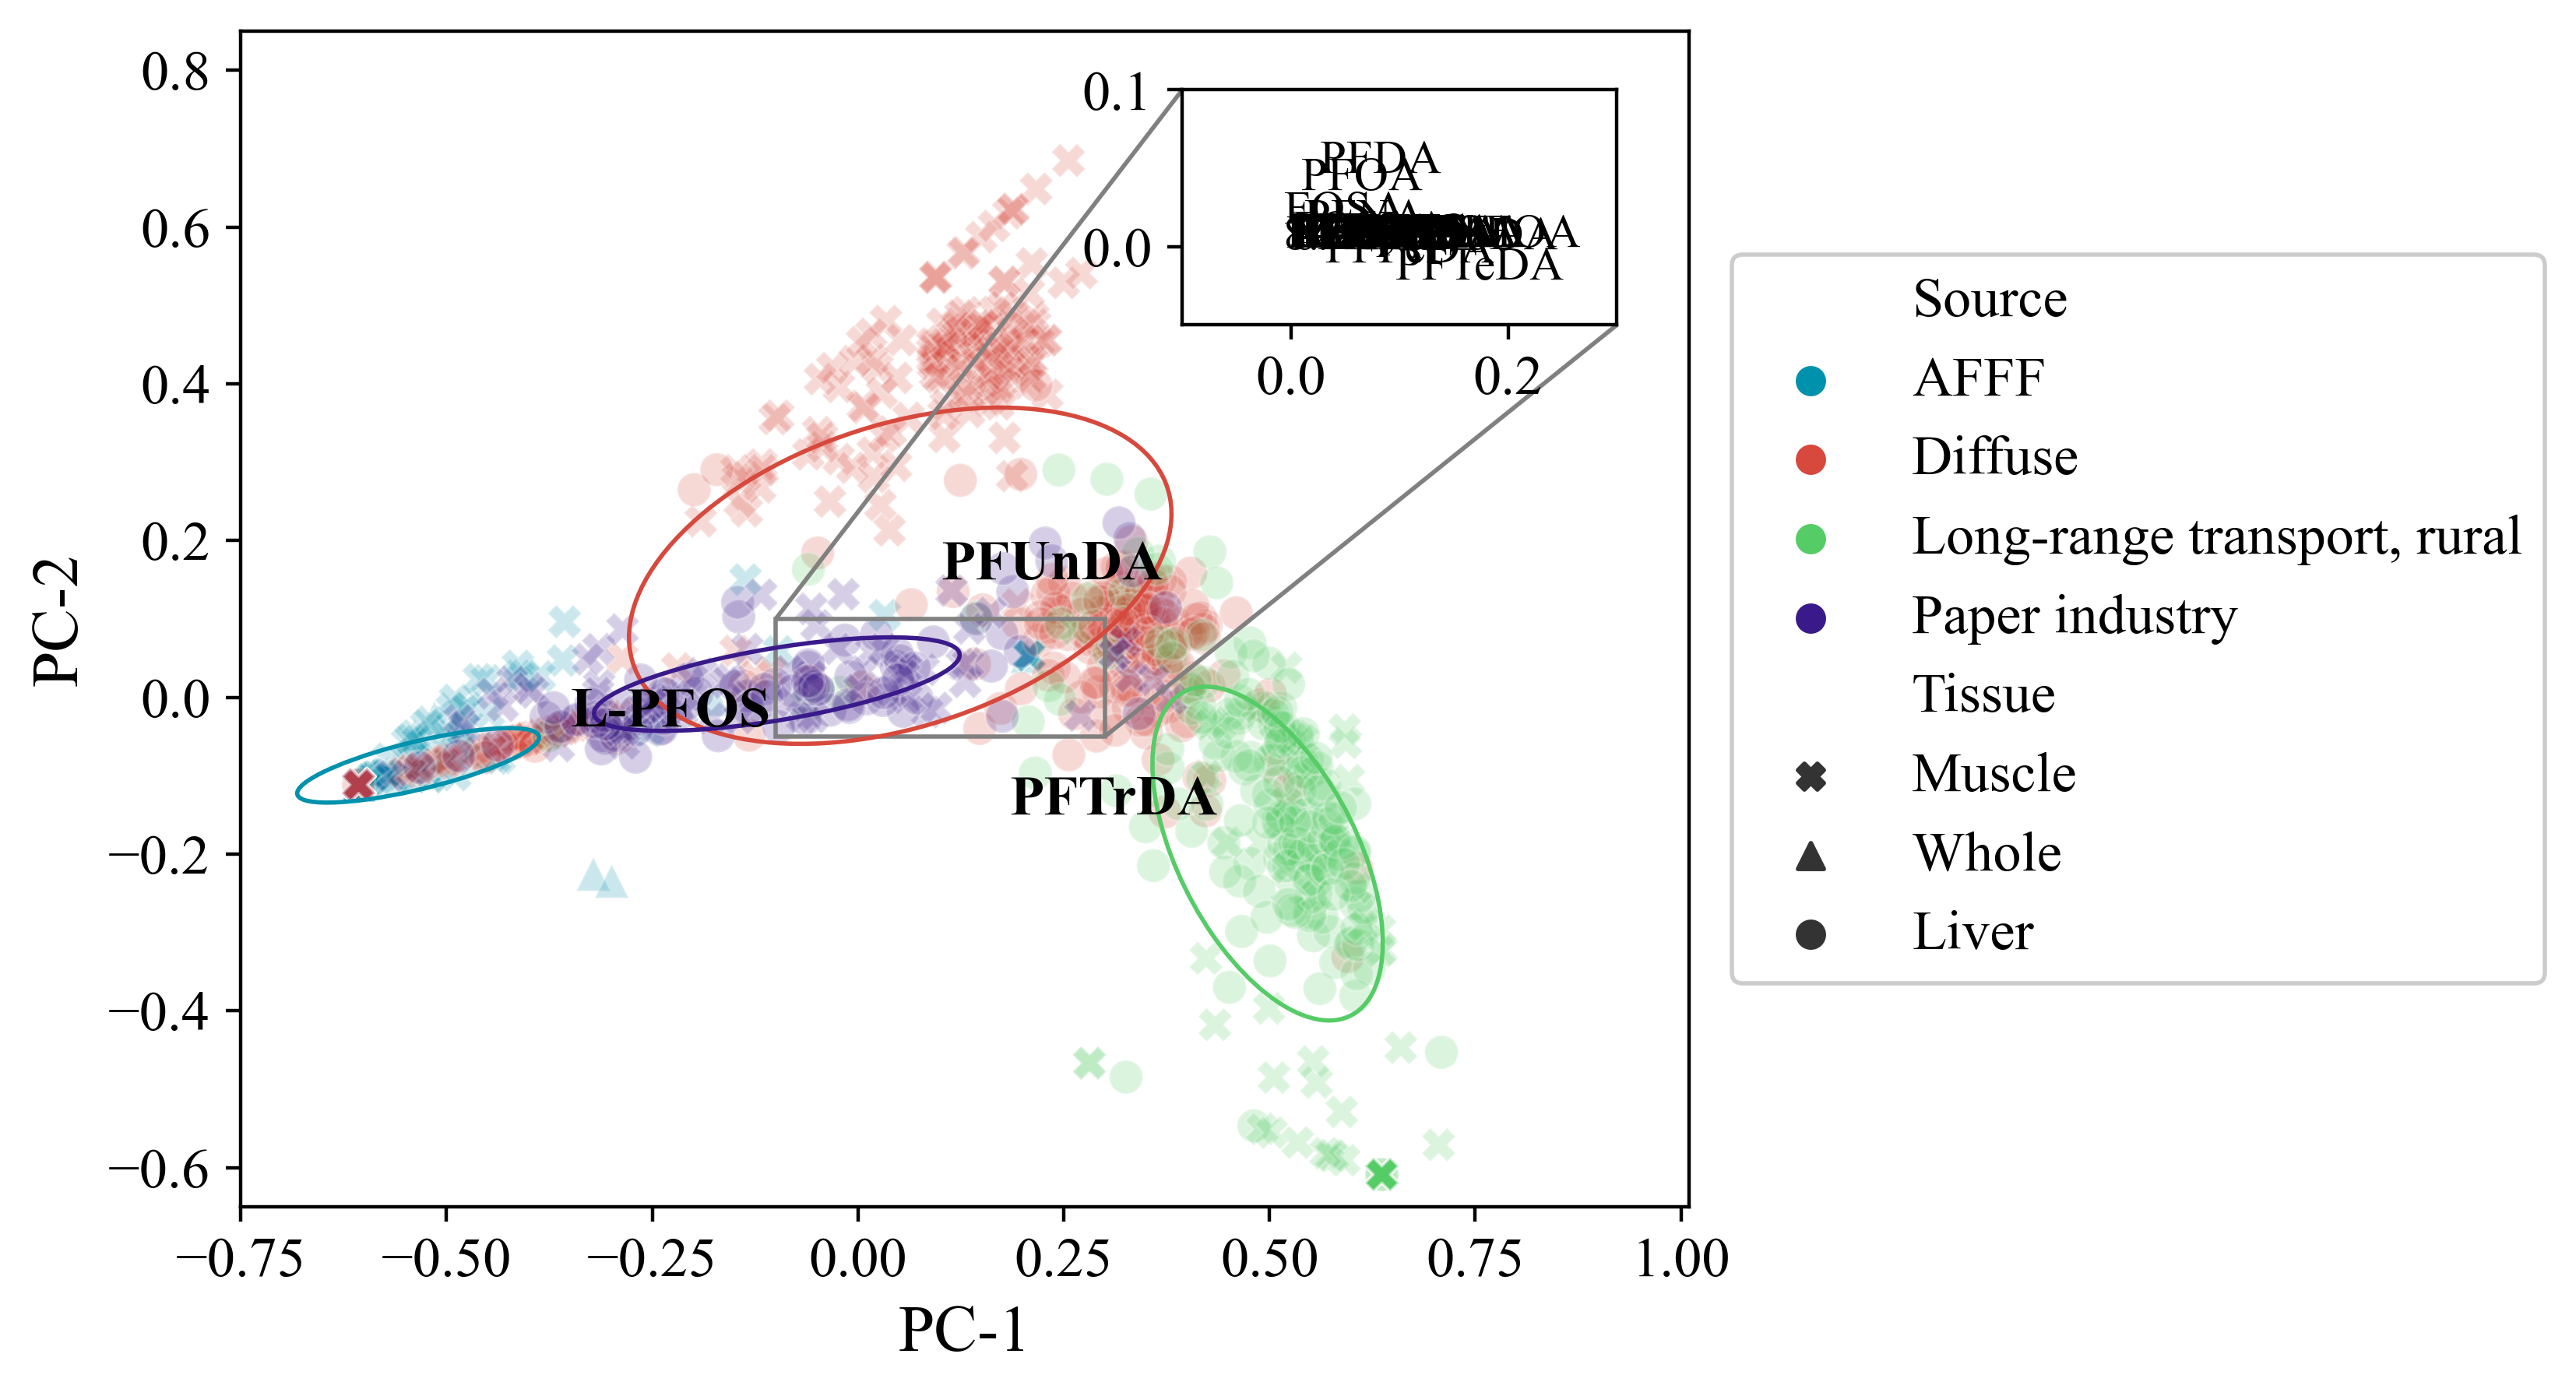 0.8
0.6
0.4
0.2
0.0
−0.2
−0.4
−0.6
PC-2
−0.75
−0.50
−0.25
0.00
0.25
0.50
0.75
1.00
PC-1
PFUnDA
L-PFOS
PFTrDA
0.1
0.0
0.0
0.2
PFDA
PFOA
FOSA
PFTeDA
Source
AFFF
Diffuse
Long-range transport, rural
Paper industry
Tissue
Muscle
Whole
Liver